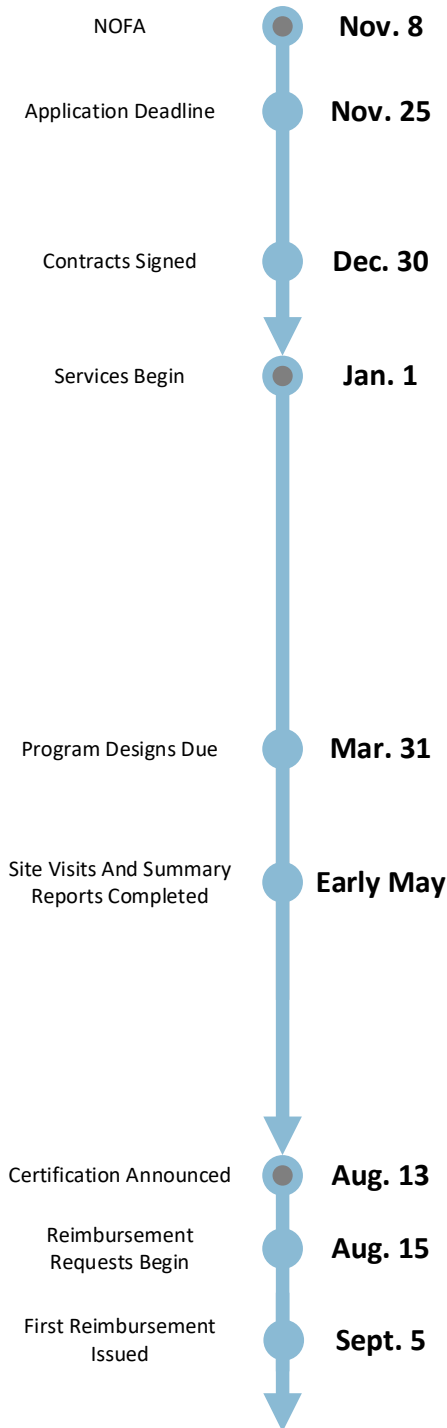 NOFA
Nov. 8
Application Deadline
Nov. 25
Contracts Signed
Dec. 30
Services Begin
Jan. 1
Program Designs Due
Mar. 31
Site Visits And Summary
Reports Completed
Early May
Certification Announced
Aug. 13
Reimbursement
Requests Begin
Aug. 15
First Reimbursement
Issued
Sept. 5